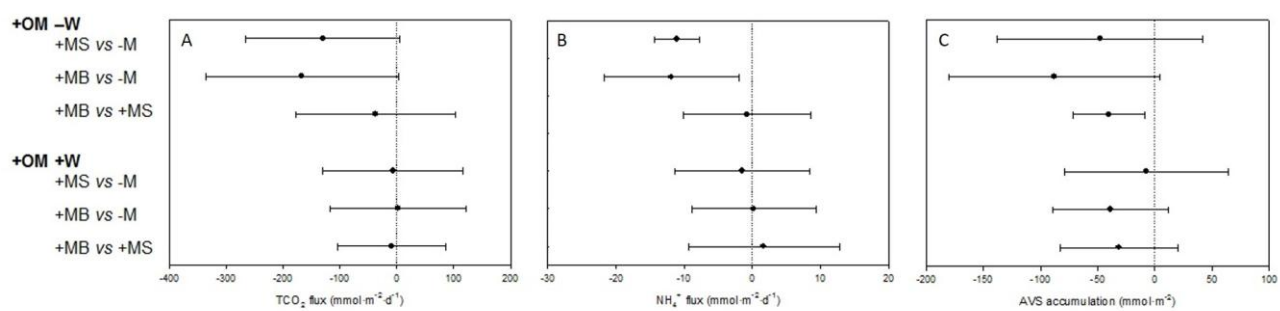 +OM –W
+MS vs -M
+MB vs -M
+MB vs +MS
+OM +W
+MS vs -M
+MB vs -M
+MB vs +MS
A
-400 -300 -200 -100 0 100 200
TCO₂ flux (mmol·m⁻²·d⁻¹)
B
-30 -20 -10 0 10 20
NH₄⁺ flux (mmol·m⁻²·d⁻¹)
C
-200 -150 -100 -50 0 50 100
AVS accumulation (mmol·m⁻²)